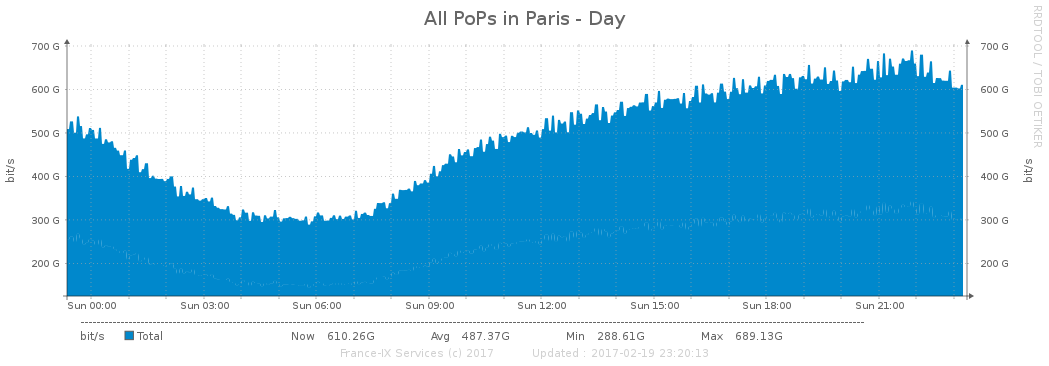 All PoPs in Paris - Day
RRDTOOL / TOBI OETIKER
700 G 700 G
600 G 600 G
500 G 500 G
400 G 400 G
300 G 300 G
200 G 200 G
bit/s bit/s
Sun 00:00 Sun 03:00 Sun 06:00 Sun 09:00 Sun 12:00 Sun 15:00 Sun 18:00 Sun 21:00
bit/s Total Now 610.26G Avg 487.37G Min 288.61G Max 689.13G
France-IX Services (c) 2017 Updated : 2017-02-19 23:20:13